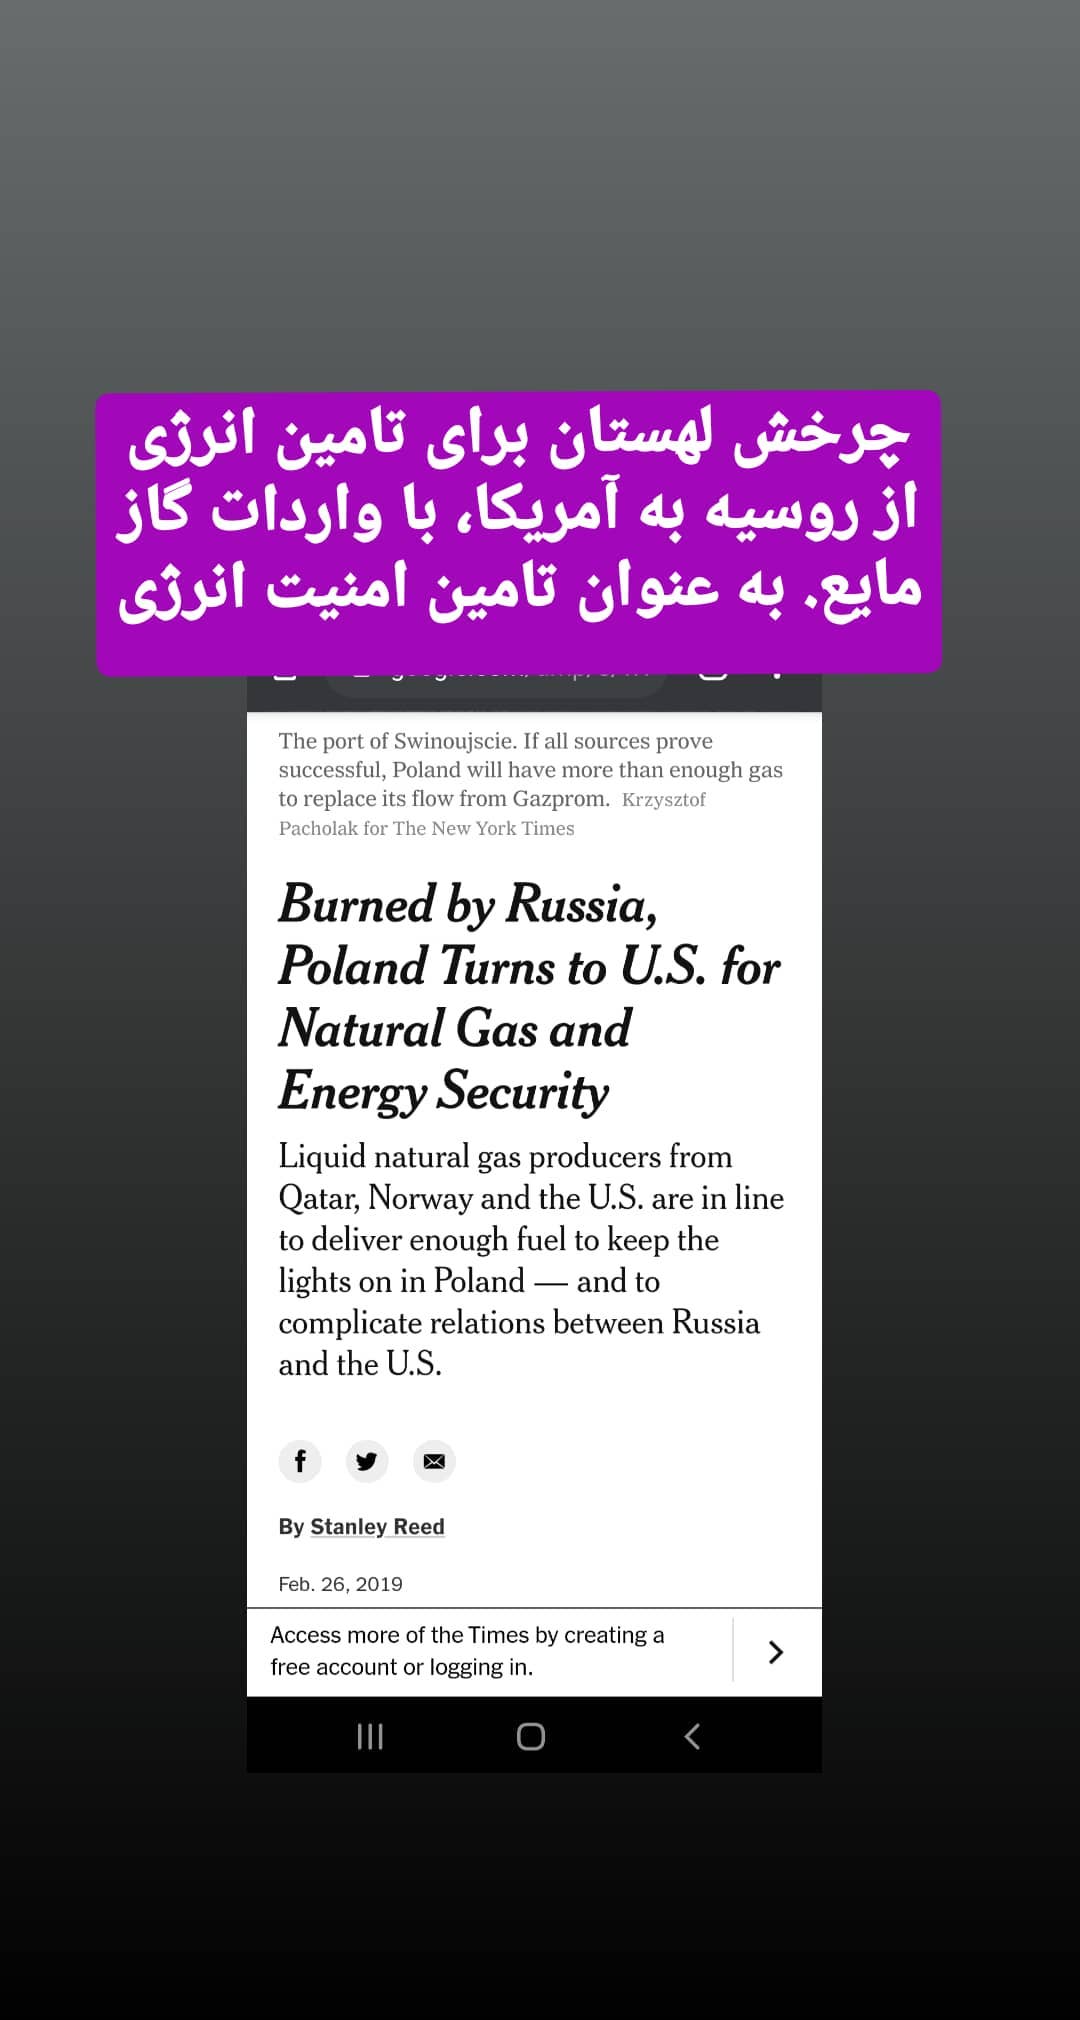 چرخش لهستان برای تامین انرژی
از روسیه به آمریکا، با واردات گاز
مایع. به عنوان تامین امنیت انرژی
The port of Swinoujscie. If all sources prove
successful, Poland will have more than enough gas
to replace its flow from Gazprom. Krzysztof
Pacholak for The New York Times
Burned by Russia,
Poland Turns to U.S. for
Natural Gas and
Energy Security
Liquid natural gas producers from
Qatar, Norway and the U.S. are in line
to deliver enough fuel to keep the
lights on in Poland — and to
complicate relations between Russia
and the U.S.
By Stanley Reed
Feb. 26, 2019
Access more of the Times by creating a
free account or logging in.